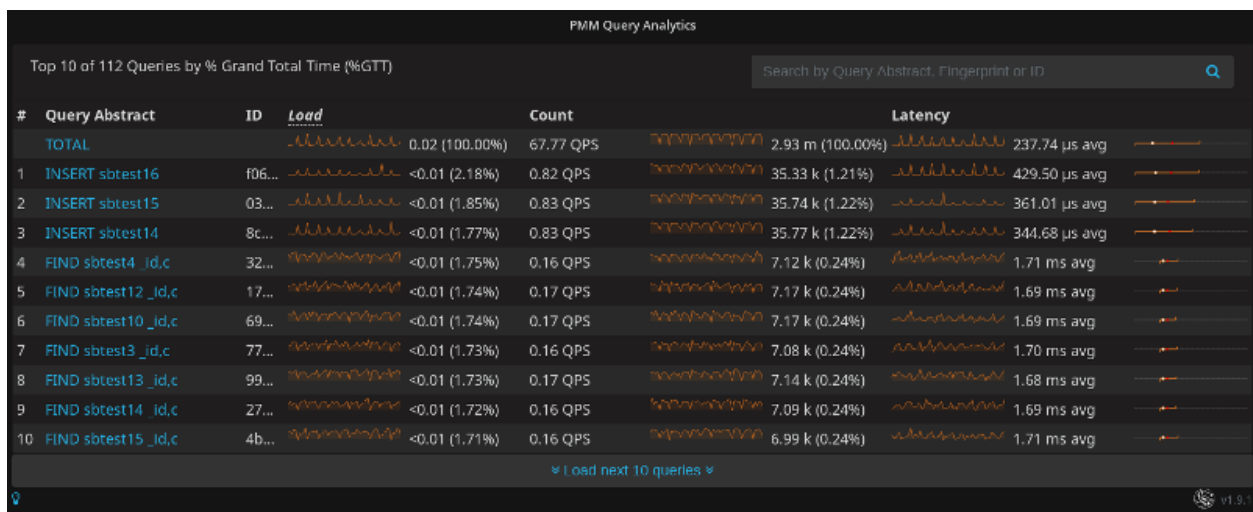 PMM Query Analytics
Top 10 of 112 Queries by % Grand Total Time (%GTT)
Search by Query Abstract, Fingerprint or ID
# Query Abstract ID Load Count Latency
TOTAL 0.02 (100.00%) 67.77 QPS 2.93 m (100.00%) 237.74 µs avg
1 INSERT sbtest16 f06... <0.01 (2.18%) 0.82 QPS 35.33 k (1.21%) 429.50 µs avg
2 INSERT sbtest15 03... <0.01 (1.85%) 0.83 QPS 35.74 k (1.22%) 361.01 µs avg
3 INSERT sbtest14 8c... <0.01 (1.77%) 0.83 QPS 35.77 k (1.22%) 344.68 µs avg
4 FIND sbtest4 _id,c 32... <0.01 (1.75%) 0.16 QPS 7.12 k (0.24%) 1.71 ms avg
5 FIND sbtest12 _id,c 17... <0.01 (1.74%) 0.17 QPS 7.17 k (0.24%) 1.69 ms avg
6 FIND sbtest10 _id,c 69... <0.01 (1.74%) 0.17 QPS 7.17 k (0.24%) 1.69 ms avg
7 FIND sbtest3 _id,c 77... <0.01 (1.73%) 0.16 QPS 7.08 k (0.24%) 1.70 ms avg
8 FIND sbtest13 _id,c 99... <0.01 (1.73%) 0.17 QPS 7.14 k (0.24%) 1.68 ms avg
9 FIND sbtest14 _id,c 27... <0.01 (1.72%) 0.16 QPS 7.09 k (0.24%) 1.69 ms avg
10 FIND sbtest15 _id,c 4b... <0.01 (1.71%) 0.16 QPS 6.99 k (0.24%) 1.71 ms avg
Load next 10 queries
v1.9.1